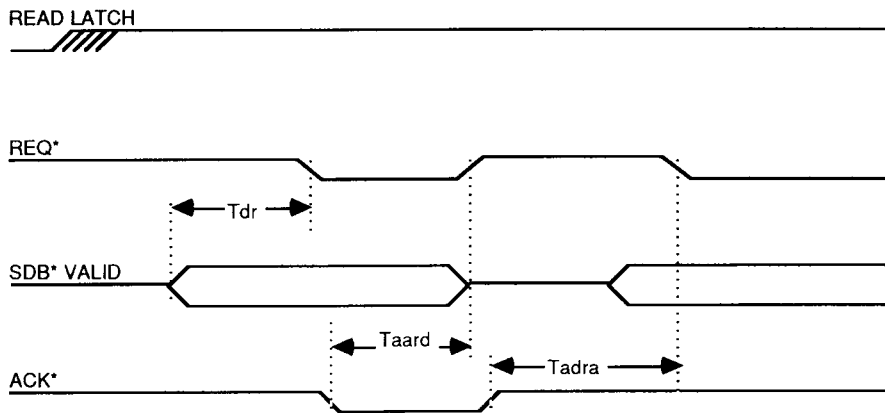 READ LATCH
REQ*
Tdr
SDB* VALID
Taard
Tadra
ACK*